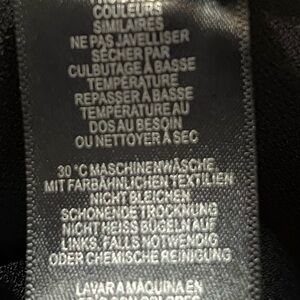 COULEURS
SIMILAIRES
NE PAS JAVELLISER
SÉCHER PAR
CULBUTAGE À BASSE
TEMPÉRATURE
REPASSER À BASSE
TEMPÉRATURE AU
DOS AU BESOIN
OU NETTOYER À SEC
30 °C MASCHINENWÄSCHE
MIT FARBÄHNLICHEN TEXTILIEN
NICHT BLEICHEN
SCHONENDE TROCKNUNG
NICHT HEISS BÜGELN AUF
LINKS, FALLS NOTWENDIG
ODER CHEMISCHE REINIGUNG
LAVAR A MÁQUINA EN